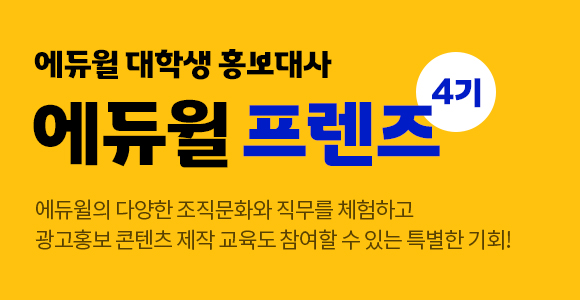 에듀윌 대학생 홍보대사
에듀윌 프렌즈 4기
에듀윌의 다양한 조직문화와 직무를 체험하고
광고홍보 콘텐츠 제작 교육도 참여할 수 있는 특별한 기회!